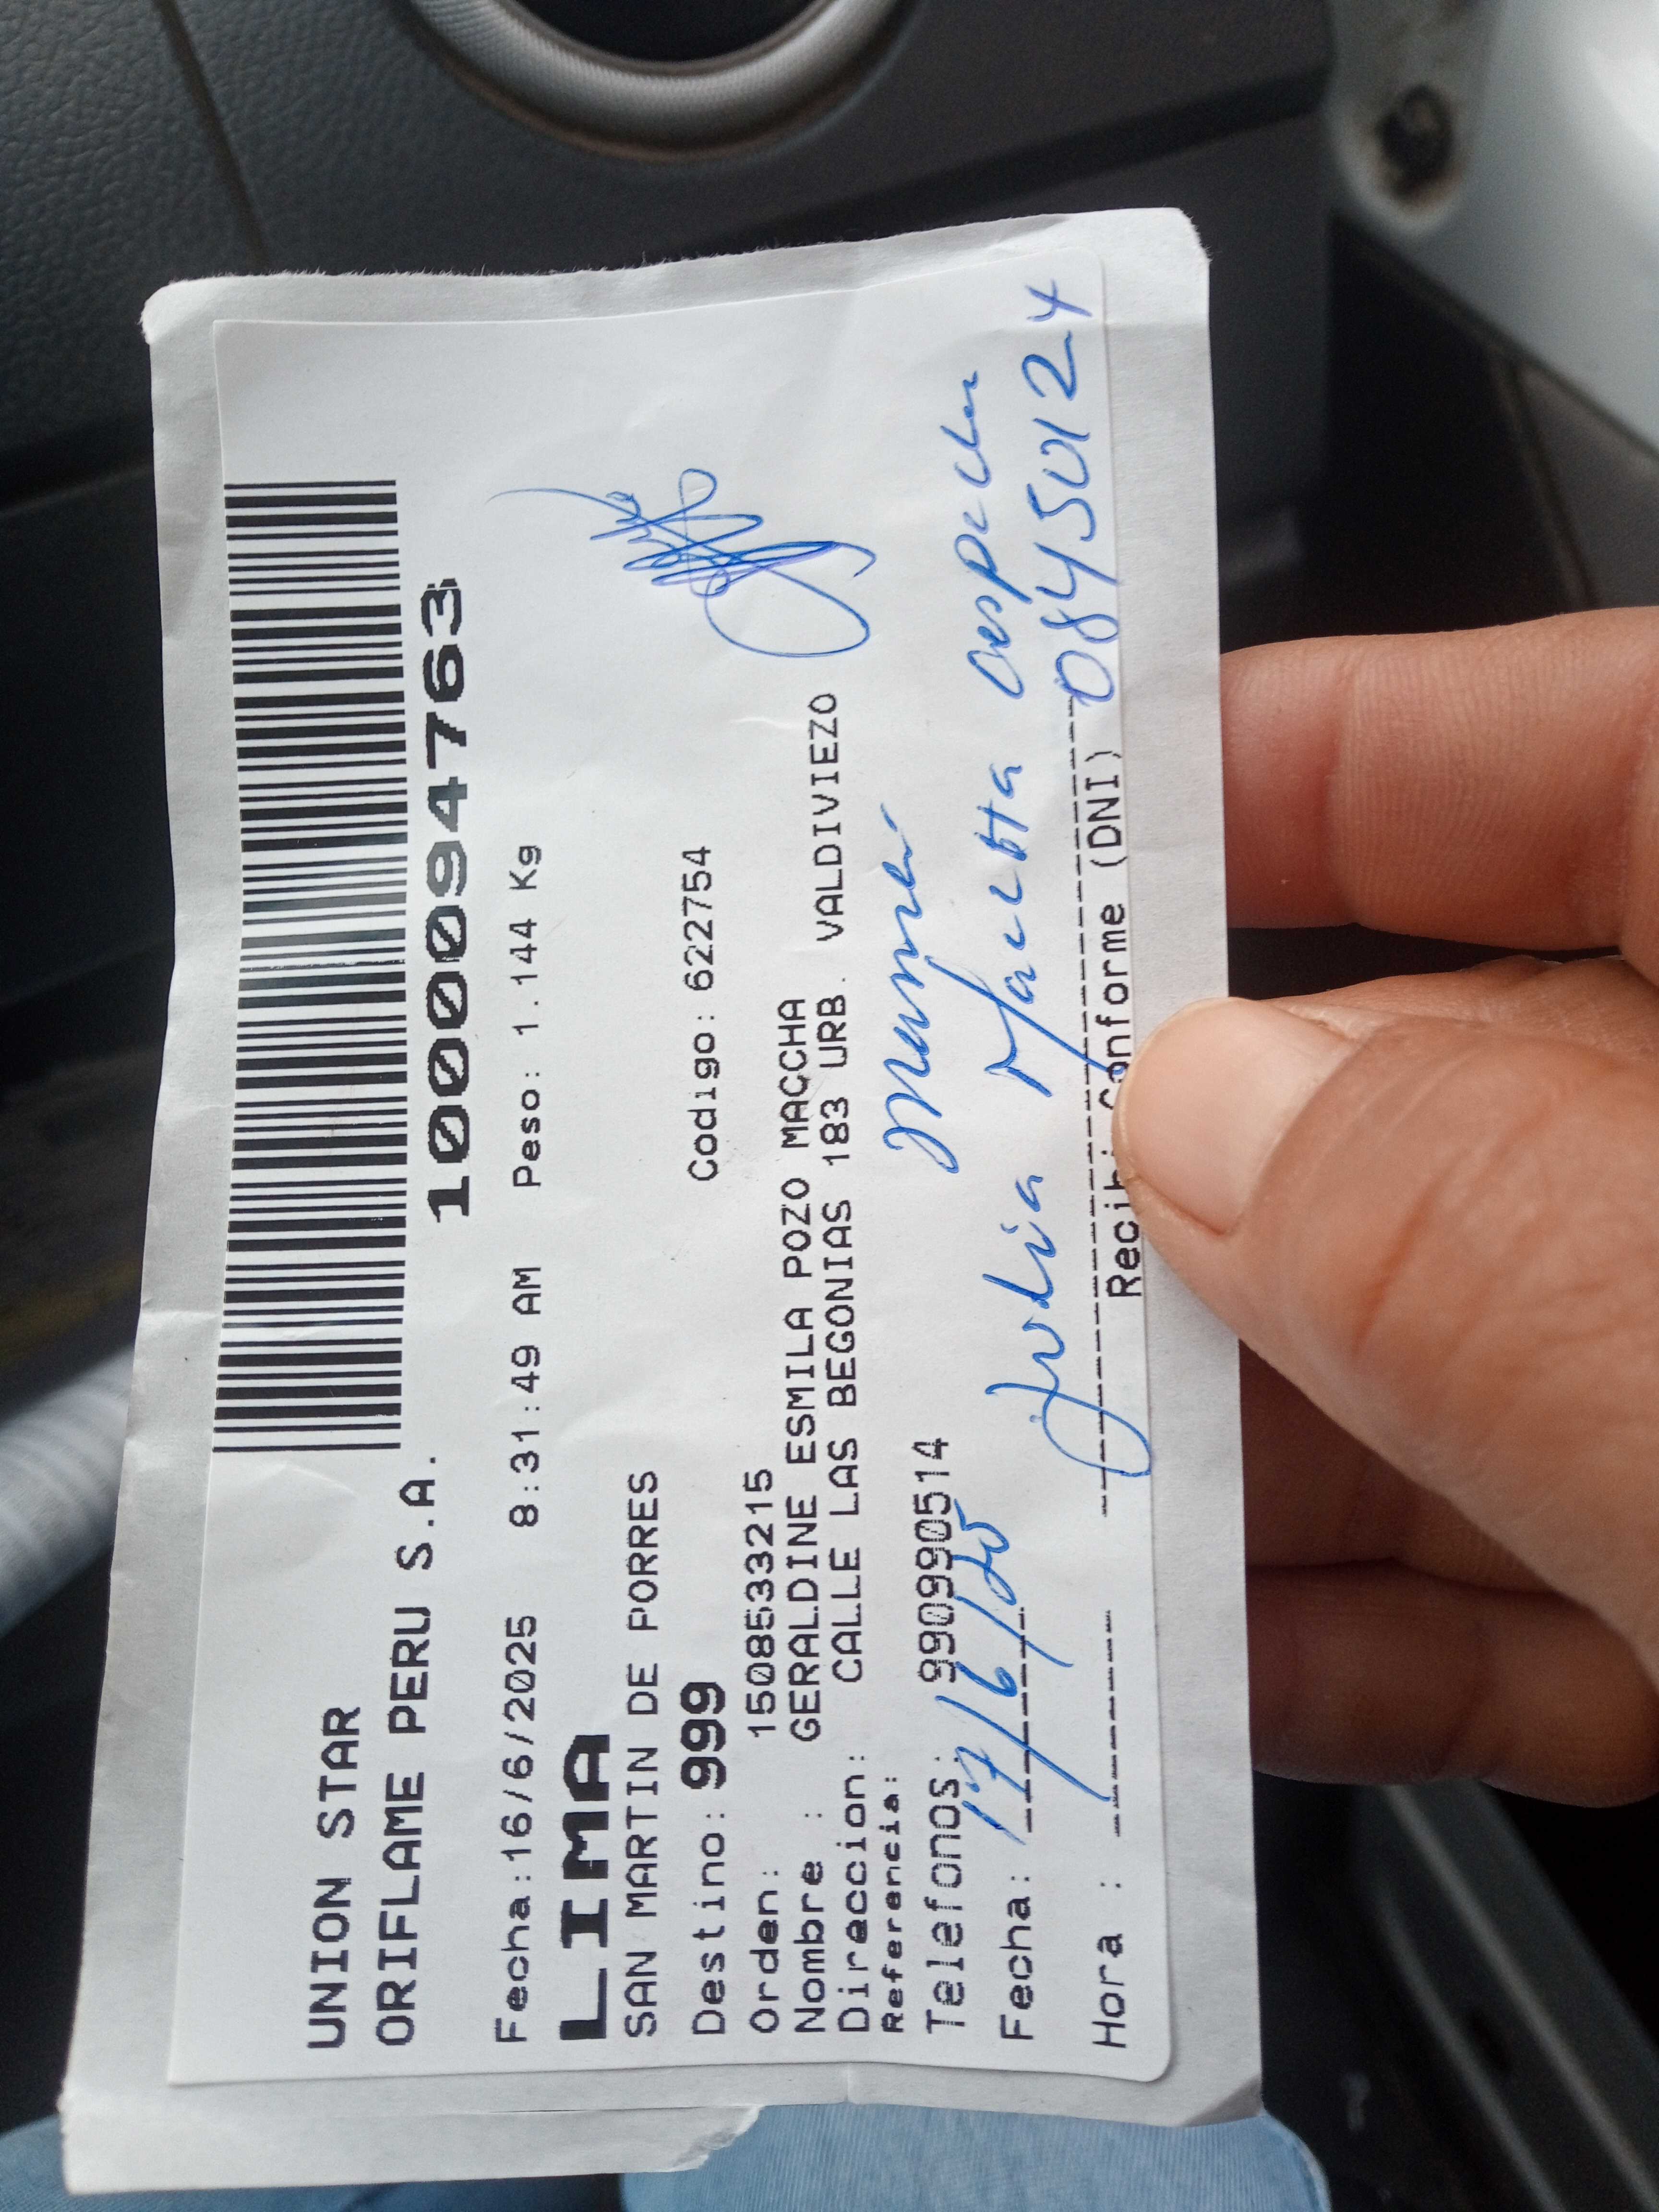 UNION STAR
ORIFLAME PERU S.A.
1000094763
Fecha:16/6/2025 8:31:49 AM Peso: 1.144 Kg
LIMA
SAN MARTIN DE PORRES
Destino: 999 Codigo: 622754
Orden: 15085333215
Nombre : GERALDINE ESMILA POZO MACCHA
Direccion: CALLE LAS BEGONIAS 183 URB. VALDIVIEZO
Referencia:
Telefonos: 990990514
Fecha: 17/6/25
Julia
Hora : Recibi Conforme (DNI) 08450124